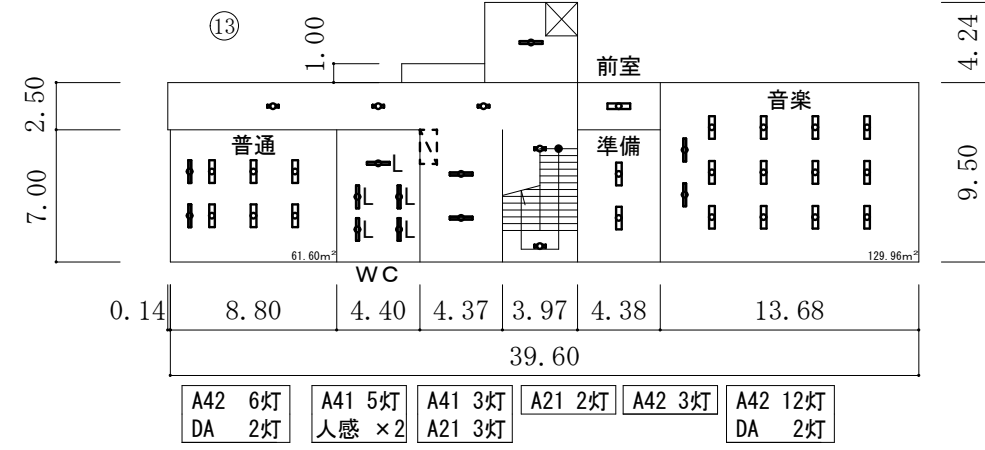 ⑬
1.00
4.24
前室
2.50
普通
準備
音楽
7.00
9.50
L
L
L
L
L
61.60m²
129.96m²
WC
0.14
8.80
4.40
4.37
3.97
4.38
13.68
39.60
A42 6灯
DA 2灯
A41 5灯
人感 ×2
A41 3灯
A21 3灯
A21 2灯
A42 3灯
A42 12灯
DA 2灯